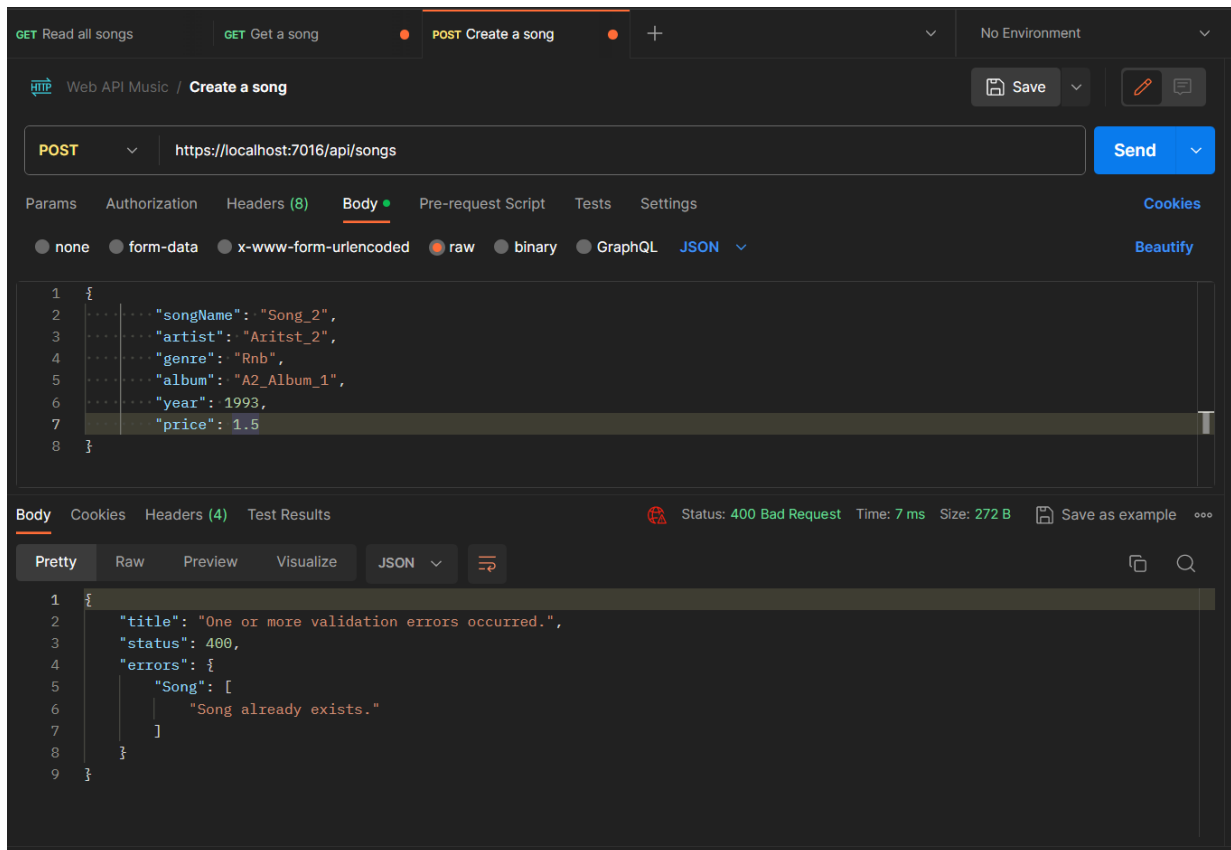 GET Read all songs GET Get a song POST Create a song No Environment
HTTP Web API Music / Create a song Save
POST https://localhost:7016/api/songs Send
Params Authorization Headers (8) Body Pre-request Script Tests Settings Cookies
none form-data x-www-form-urlencoded raw binary GraphQL JSON Beautify
1 {
2 "songName": "Song_2",
3 "artist": "Aritst_2",
4 "genre": "Rnb",
5 "album": "A2_Album_1",
6 "year": 1993,
7 "price": 1.5
8 }
Body Cookies Headers (4) Test Results Status: 400 Bad Request Time: 7 ms Size: 272 B Save as example
Pretty Raw Preview Visualize JSON
1 {
2 "title": "One or more validation errors occurred.",
3 "status": 400,
4 "errors": {
5 "Song": [
6 "Song already exists."
7 ]
8 }
9 }